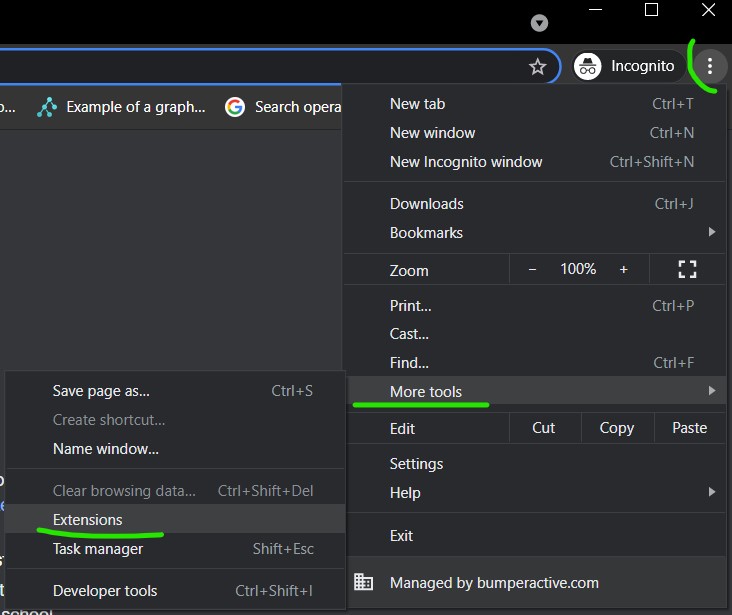 Incognito
Example of a graph...
Search opera
New tab Ctrl+T
New window Ctrl+N
New Incognito window Ctrl+Shift+N
Downloads Ctrl+J
Bookmarks
Zoom − 100% +
Print... Ctrl+P
Cast...
Find... Ctrl+F
More tools
Edit Cut Copy Paste
Settings
Help
Exit
Managed by bumperactive.com
Save page as... Ctrl+S
Create shortcut...
Name window...
Clear browsing data... Ctrl+Shift+Del
Extensions
Task manager Shift+Esc
Developer tools Ctrl+Shift+I